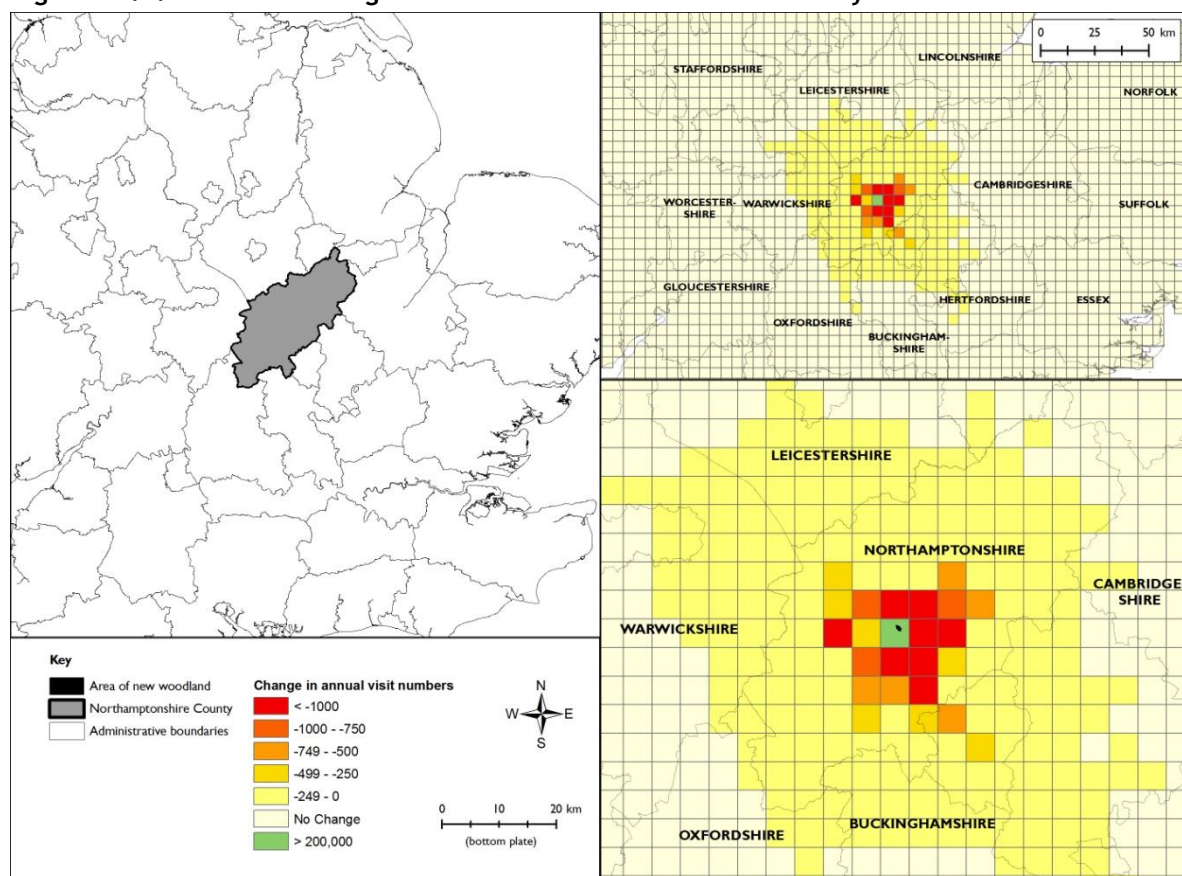 0 25 50 km
LINCOLNSHIRE
STAFFORDSHIRE
LEICESTERSHIRE
NORFOLK
CAMBRIDGESHIRE
WORCESTER-
SHIRE
WARWICKSHIRE
SUFFOLK
GLOUCESTERSHIRE
HERTFORDSHIRE
ESSEX
OXFORDSHIRE
BUCKINGHAM-
SHIRE
LEICESTERSHIRE
NORTHAMPTONSHIRE
CAMBRIDGE
SHIRE
WARWICKSHIRE
BUCKINGHAMSHIRE
OXFORDSHIRE
Key
Area of new woodland
Northamptonshire County
Administrative boundaries
Change in annual visit numbers
< -1000
-1000 - -750
-749 - -500
-499 - -250
-249 - 0
No Change
> 200,000
N
W E
S
0 10 20 km
(bottom plate)